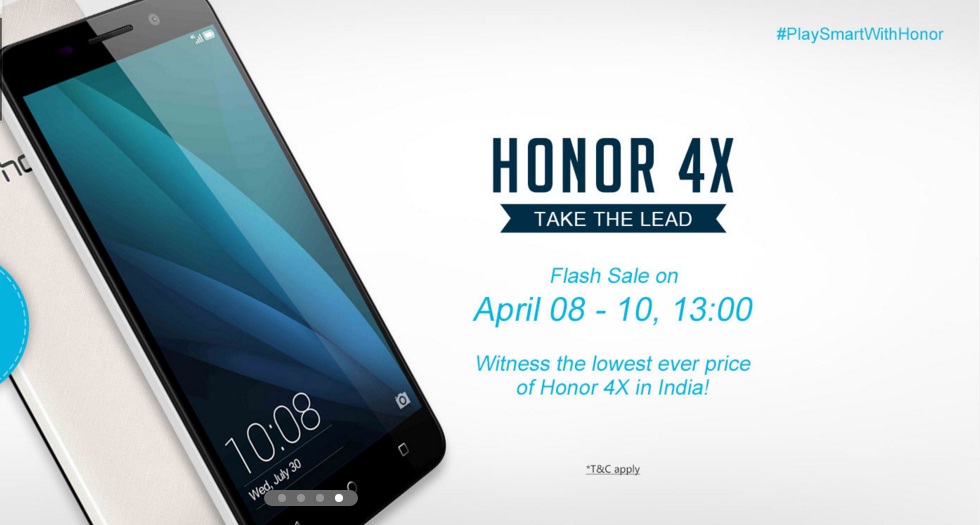 #PlaySmartWithHonor
HONOR 4X
TAKE THE LEAD
Flash Sale on
April 08 - 10, 13:00
Witness the lowest ever price
of Honor 4X in India!
*T&C apply
10:08
Wed, July 30